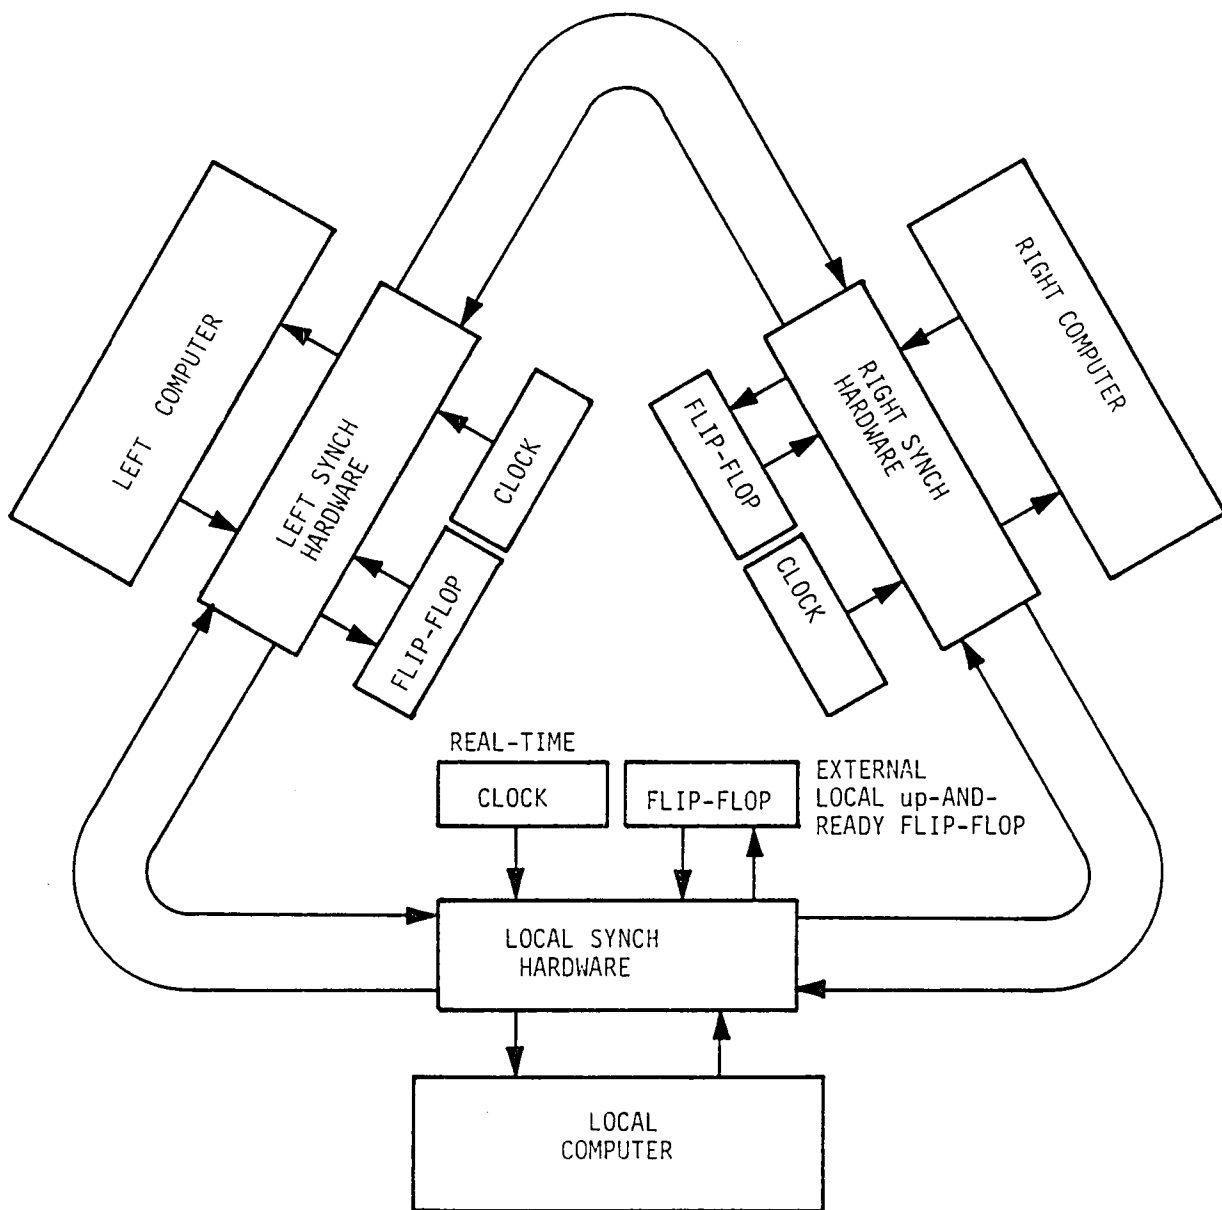 LEFT COMPUTER
LEFT SYNCH
HARDWARE
CLOCK
FLIP-FLOP
RIGHT COMPUTER
RIGHT SYNCH
HARDWARE
FLIP-FLOP
CLOCK
REAL-TIME
CLOCK
FLIP-FLOP
EXTERNAL
LOCAL up-AND-
READY FLIP-FLOP
LOCAL SYNCH
HARDWARE
LOCAL
COMPUTER